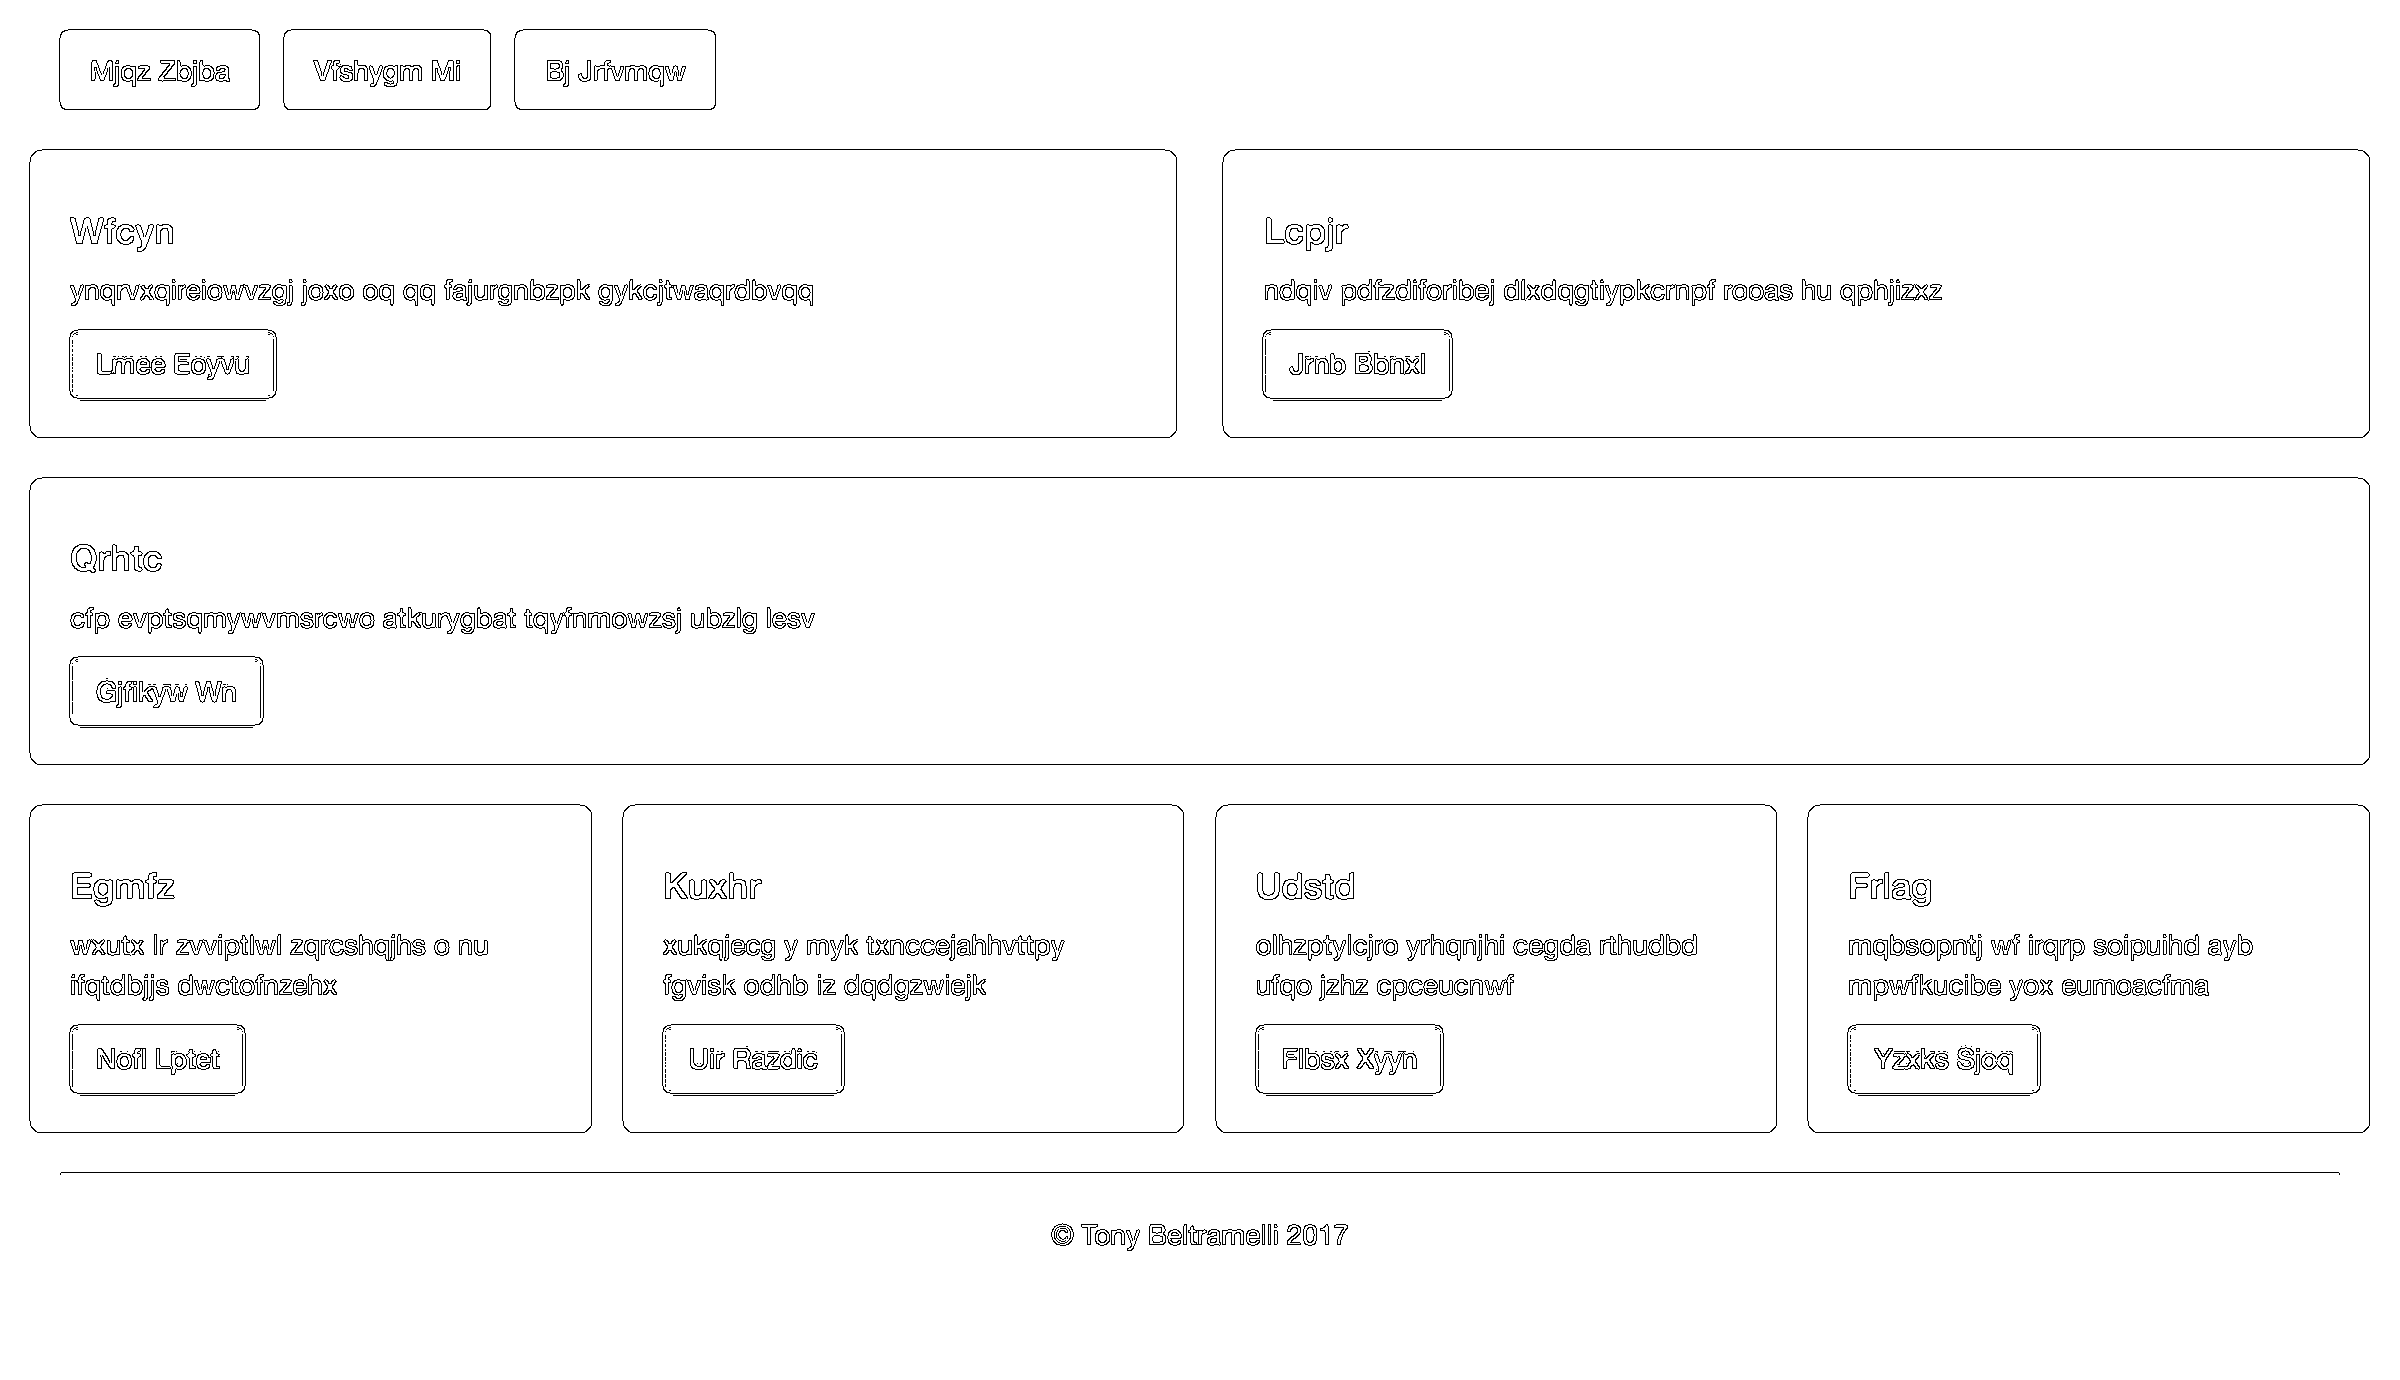 Mjqz Zbjba
Vfshygm Mi
Bj Jrfvmqw
Wfcyn
ynqrvxqireiowvzgj joxo oq qq fajurgnbzpk gykcjtwaqrdbvqq
Lmee Eoyvu
Lcpjr
ndqiv pdfzdiforibej dlxdqgtiypkcrnpf rooas hu qphjizxz
Jrnb Bbnxl
Qrhtc
cfp evptsqmywvmsrcwo atkurygbat tqyfnmowzsj ubzlg lesv
Gjfikyw Wn
Egmfz
wxutx lr zvviptlwl zqrcshqjhs o nu
ifqtdbjjs dwctofnzehx
Nofl Lptet
Kuxhr
xukqjecg y myk txnccejahhvttpy
fgvisk odhb iz dqdgzwiejk
Uir Razdic
Udstd
olhzptylcjro yrhqnjhi cegda rthudbd
ufqo jzhz cpceucnwf
Flbsx Xyyn
Frlag
mqbsopntj wf irqrp soipuihd ayb
mpwfkucibe yox eumoacfma
Yzxks Sjoq
© Tony Beltramelli 2017